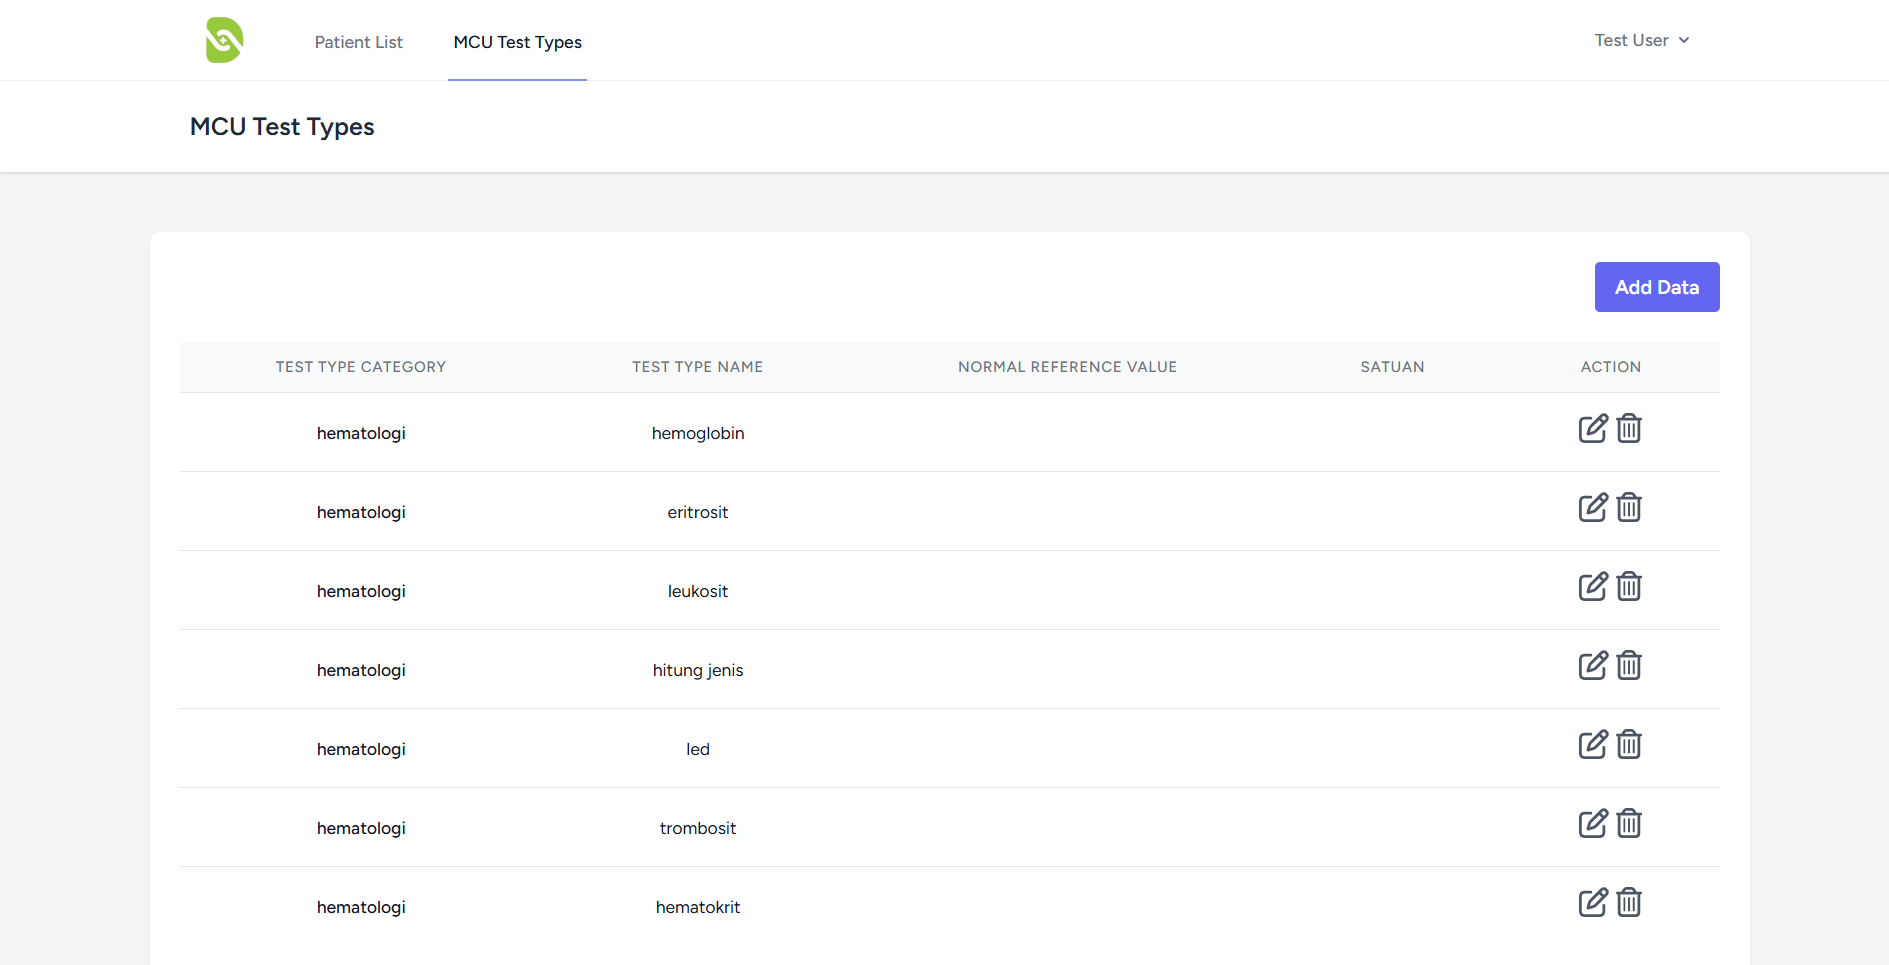 Patient List MCU Test Types Test User
MCU Test Types
Add Data
TEST TYPE CATEGORY TEST TYPE NAME NORMAL REFERENCE VALUE SATUAN ACTION
hematologi hemoglobin
hematologi eritrosit
hematologi leukosit
hematologi hitung jenis
hematologi led
hematologi trombosit
hematologi hematokrit